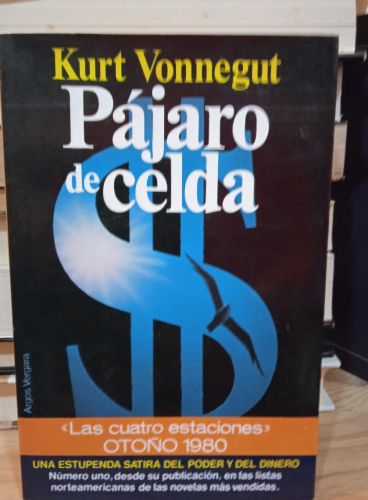 Kurt Vonnegut
Pájaro
de celda
Argos Vergara
«Las cuatro estaciones»
OTOÑO 1980
UNA ESTUPENDA SATIRA DEL PODER Y DEL DINERO
Número uno, desde su publicación, en las listas
norteamericanas de las novelas más vendidas.